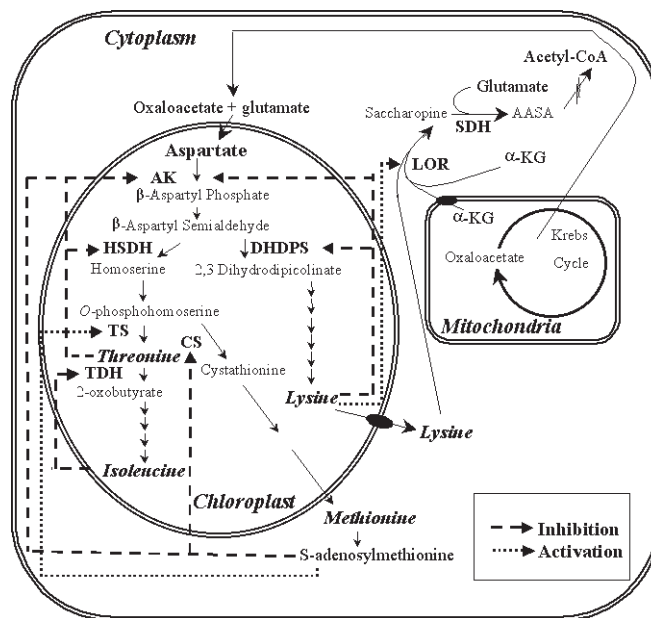 Cytoplasm
Acetyl-CoA
Glutamate
Oxaloacetate + glutamate
Saccharopine
AASA
SDH
Aspartate
LOR
α-KG
AK
β-Aspartyl Phosphate
α-KG
β-Aspartyl Semialdehyde
Krebs
HSDH
DHDPS
Oxaloacetate
Cycle
Homoserine
2,3 Dihydrodipicolinate
O-phosphohomoserine
TS
CS
Mitochondria
Threonine
TDH
Cystathionine
2-oxobutyrate
Lysine
Lysine
Isoleucine
Chloroplast
Methionine
Inhibition
S-adenosylmethionine
Activation